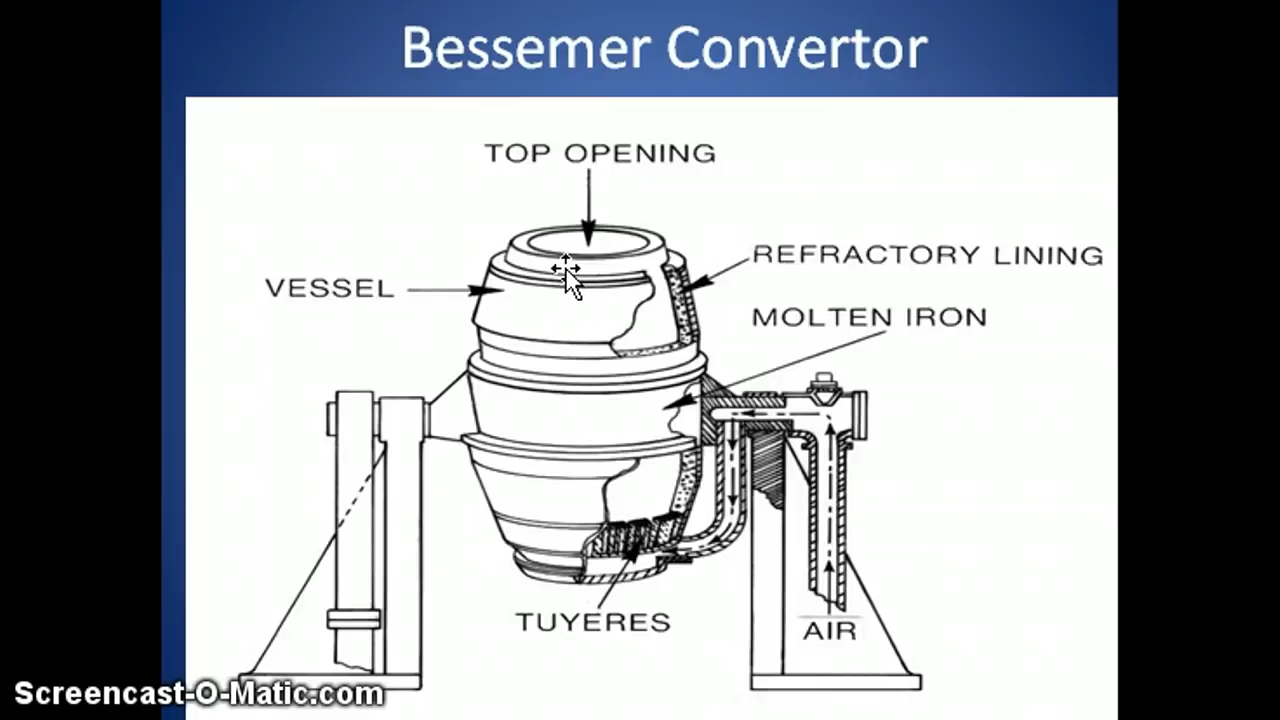 Bessemer Convertor
TOP OPENING
REFRACTORY LINING
VESSEL
MOLTEN IRON
TUYERES
AIR
Screencast-O-Matic.com